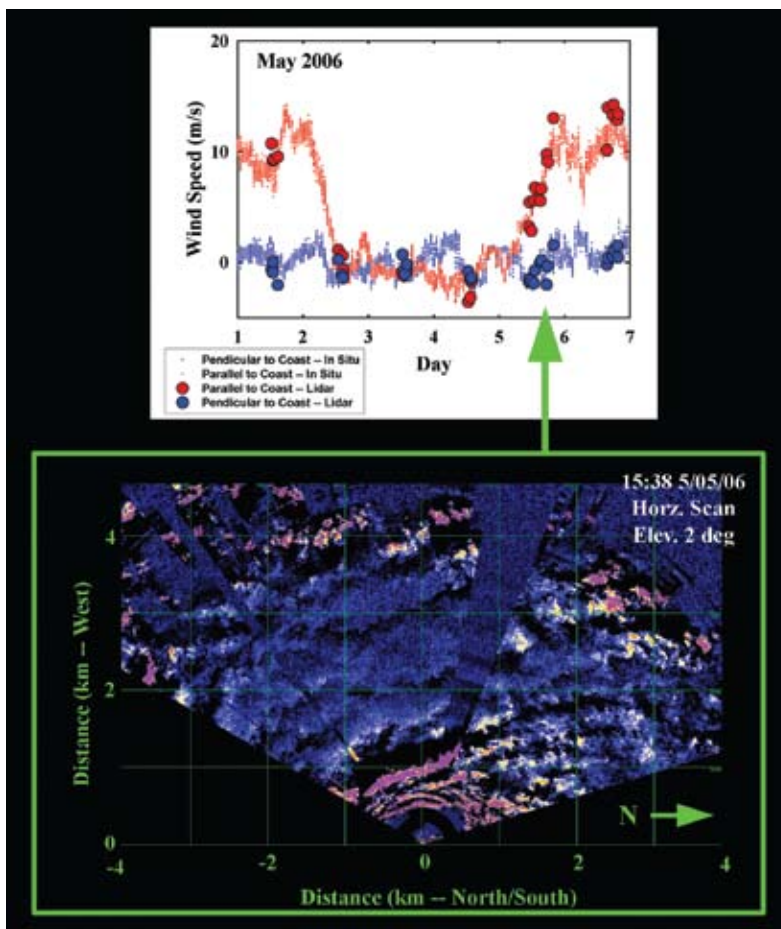 20
May 2006
Wind Speed (m/s)
10
0
1 2 3 4 5 6 7
Day
Pendicular to Coast -- In Situ
Parallel to Coast -- In Situ
Parallel to Coast -- Lidar
Pendicular to Coast -- Lidar
15:38 5/05/06
Horz. Scan
Elev. 2 deg
Distance (km -- West)
4
2
0
N
-4 -2 0 2 4
Distance (km -- North/South)